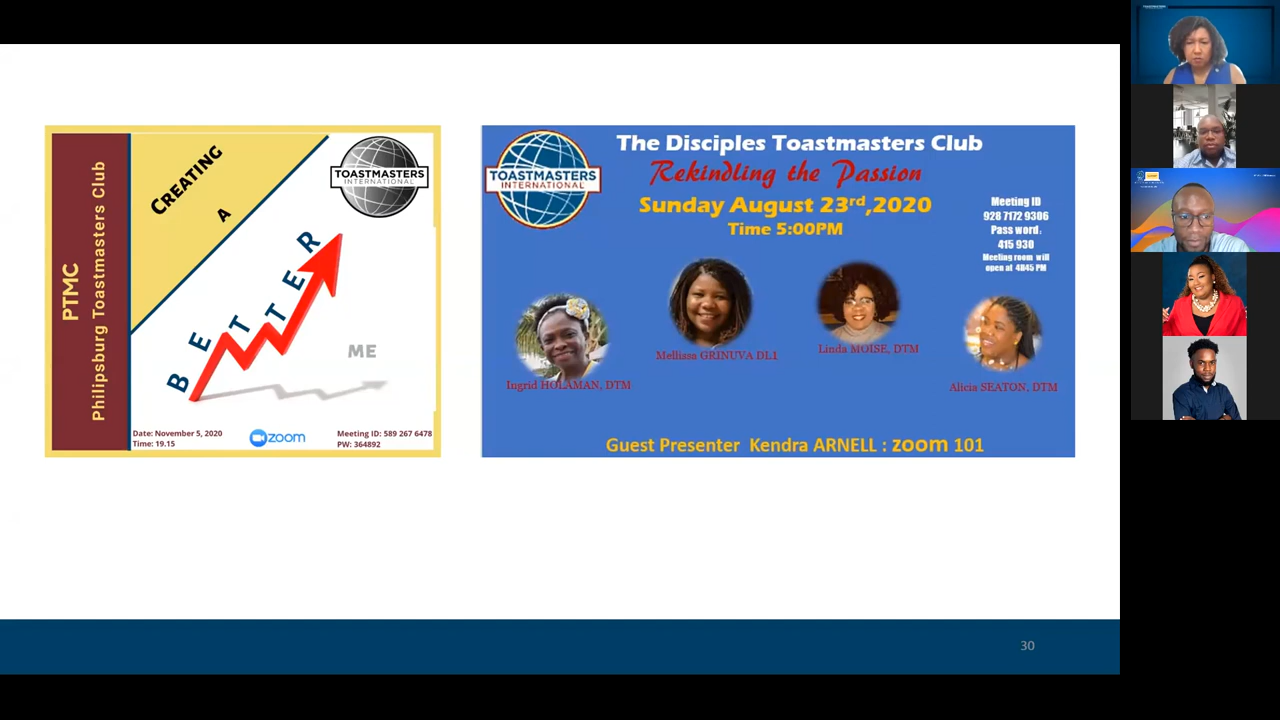 PTMC
Philipsburg Toastmasters Club
CREATING
A
BETTER
ME
TOASTMASTERS
INTERNATIONAL
Date: November 5, 2020
Time: 19.15
zoom
Meeting ID: 589 267 6478
PW: 364892
TOASTMASTERS
INTERNATIONAL
The Disciples Toastmasters Club
Rekindling the Passion
Sunday August 23rd,2020
Time 5:00PM
Meeting ID
928 7172 9306
Pass word:
415 930
Meeting room will
open at 4H45 PM
Ingrid HOLAMAN, DTM
Mellissa GRINUVA DL1
Linda MOISE, DTM
Alicia SEATON, DTM
Guest Presenter Kendra ARNELL : zoom 101
30